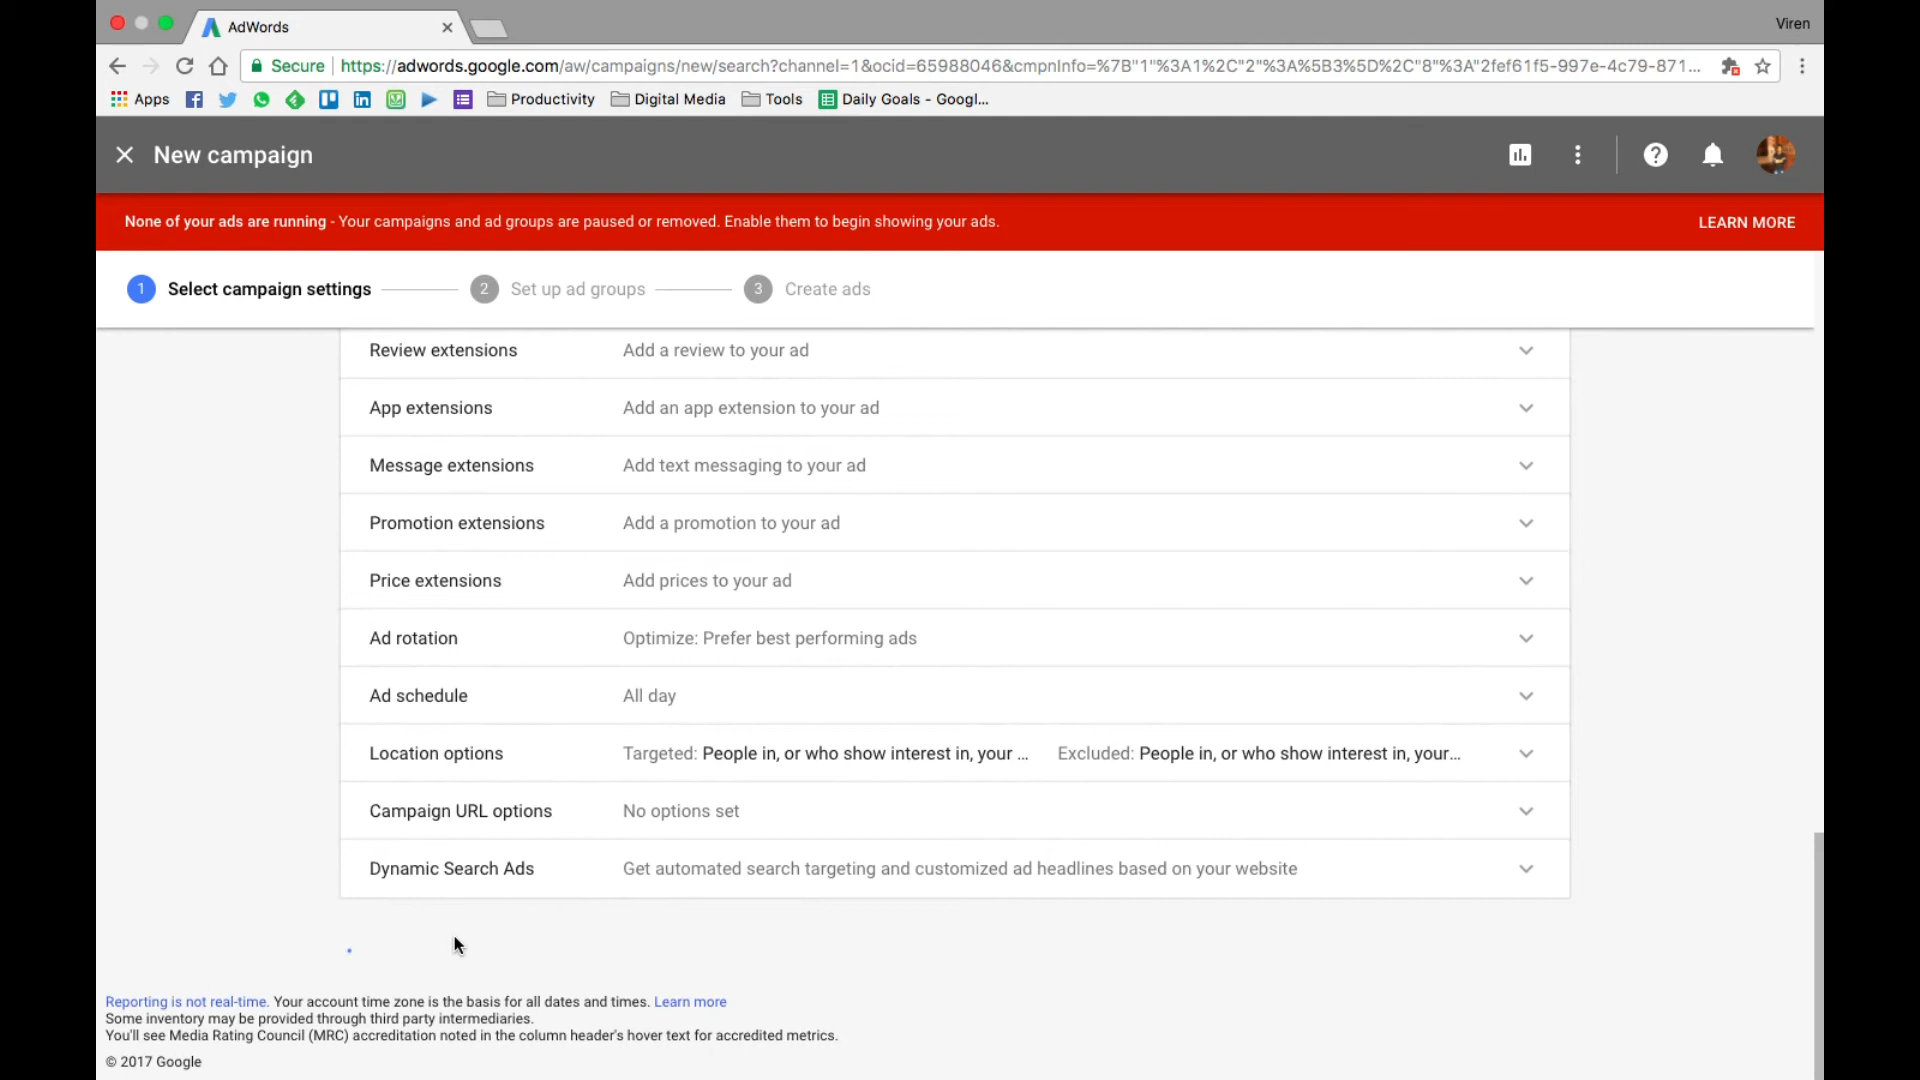 AdWords
Viren
Secure
https://adwords.google.com/aw/campaigns/new/search?channel=1&ocid=65988046&cmpnInfo=%7B"1"%3A1%2C"2"%3A%5B3%5D%2C"8"%3A"2fef61f5-997e-4c79-871...
Apps
Productivity
Digital Media
Tools
Daily Goals - Googl...
New campaign
None of your ads are running - Your campaigns and ad groups are paused or removed. Enable them to begin showing your ads.
LEARN MORE
1 Select campaign settings
2 Set up ad groups
3 Create ads
Review extensions Add a review to your ad
App extensions Add an app extension to your ad
Message extensions Add text messaging to your ad
Promotion extensions Add a promotion to your ad
Price extensions Add prices to your ad
Ad rotation Optimize: Prefer best performing ads
Ad schedule All day
Location options Targeted: People in, or who show interest in, your ... Excluded: People in, or who show interest in, your...
Campaign URL options No options set
Dynamic Search Ads Get automated search targeting and customized ad headlines based on your website
Reporting is not real-time. Your account time zone is the basis for all dates and times. Learn more
Some inventory may be provided through third party intermediaries.
You'll see Media Rating Council (MRC) accreditation noted in the column header's hover text for accredited metrics.
© 2017 Google